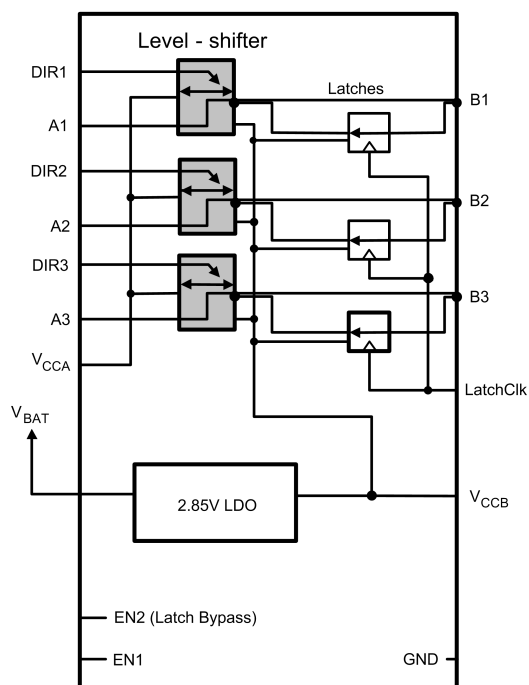 Level - shifter
DIR1
Latches
B1
A1
DIR2
B2
A2
DIR3
B3
A3
VCCA
LatchClk
VBAT
2.85V LDO
VCCB
EN2 (Latch Bypass)
EN1
GND